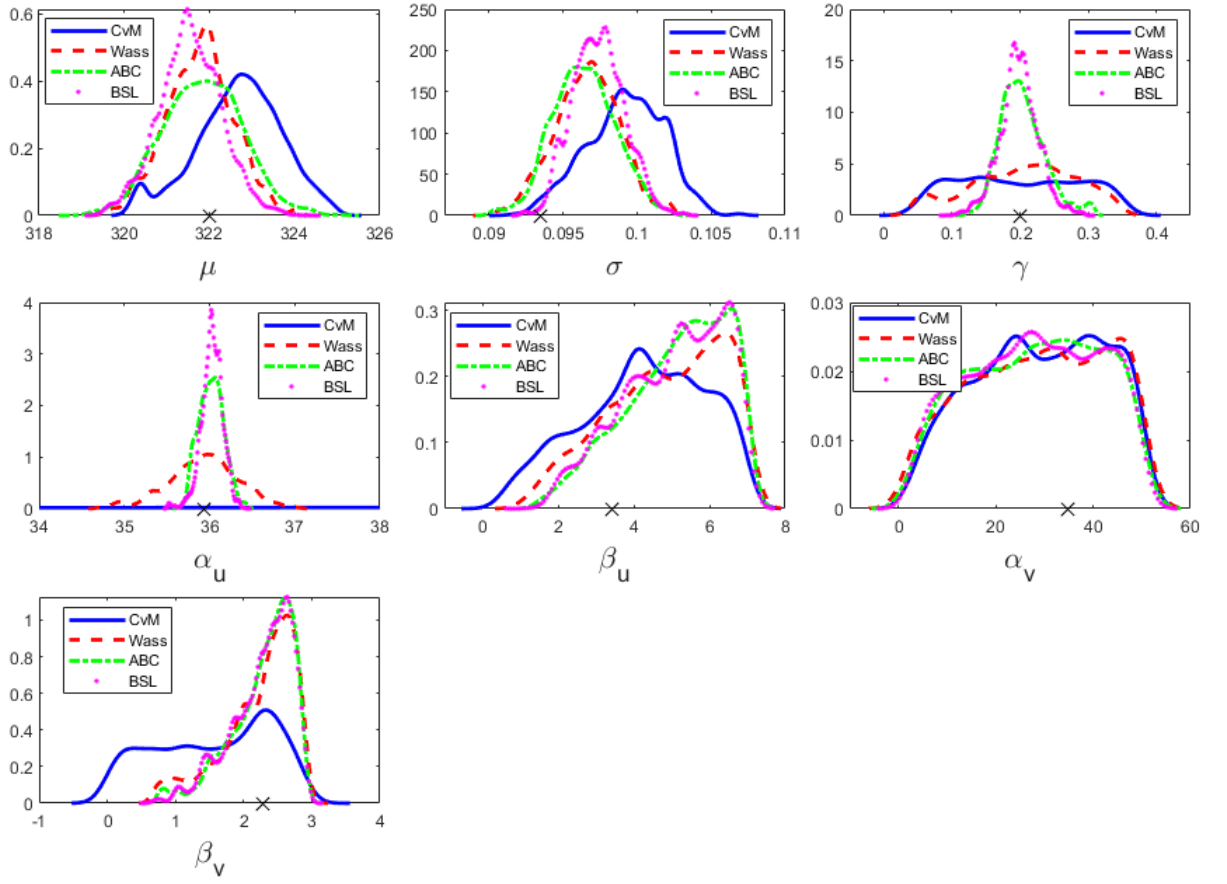 0.6
0.4
0.2
0
318 320 322 324 326
μ
CvM
Wass
ABC
BSL
250
200
150
100
50
0
0.09 0.095 0.1 0.105 0.11
σ
CvM
Wass
ABC
BSL
20
15
10
5
0
0 0.1 0.2 0.3 0.4
γ
CvM
Wass
ABC
BSL
4
3
2
1
0
34 35 36 37 38
α_u
CvM
Wass
ABC
BSL
0.3
0.2
0.1
0
0 2 4 6 8
β_u
CvM
Wass
ABC
BSL
0.03
0.02
0.01
0
0 20 40 60
α_v
CvM
Wass
ABC
BSL
1
0.8
0.6
0.4
0.2
0
-1 0 1 2 3 4
β_v
CvM
Wass
ABC
BSL